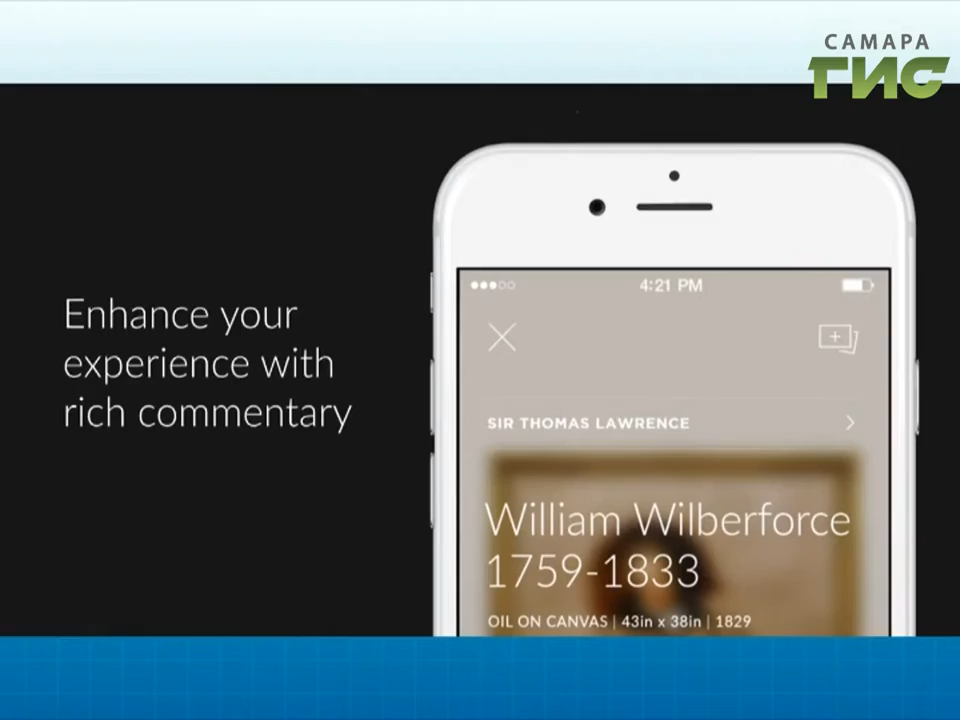 САМАРА
ГИС
Enhance your
experience with
rich commentary
4:21 PM
SIR THOMAS LAWRENCE
William Wilberforce
1759-1833
OIL ON CANVAS | 43in x 38in | 1829